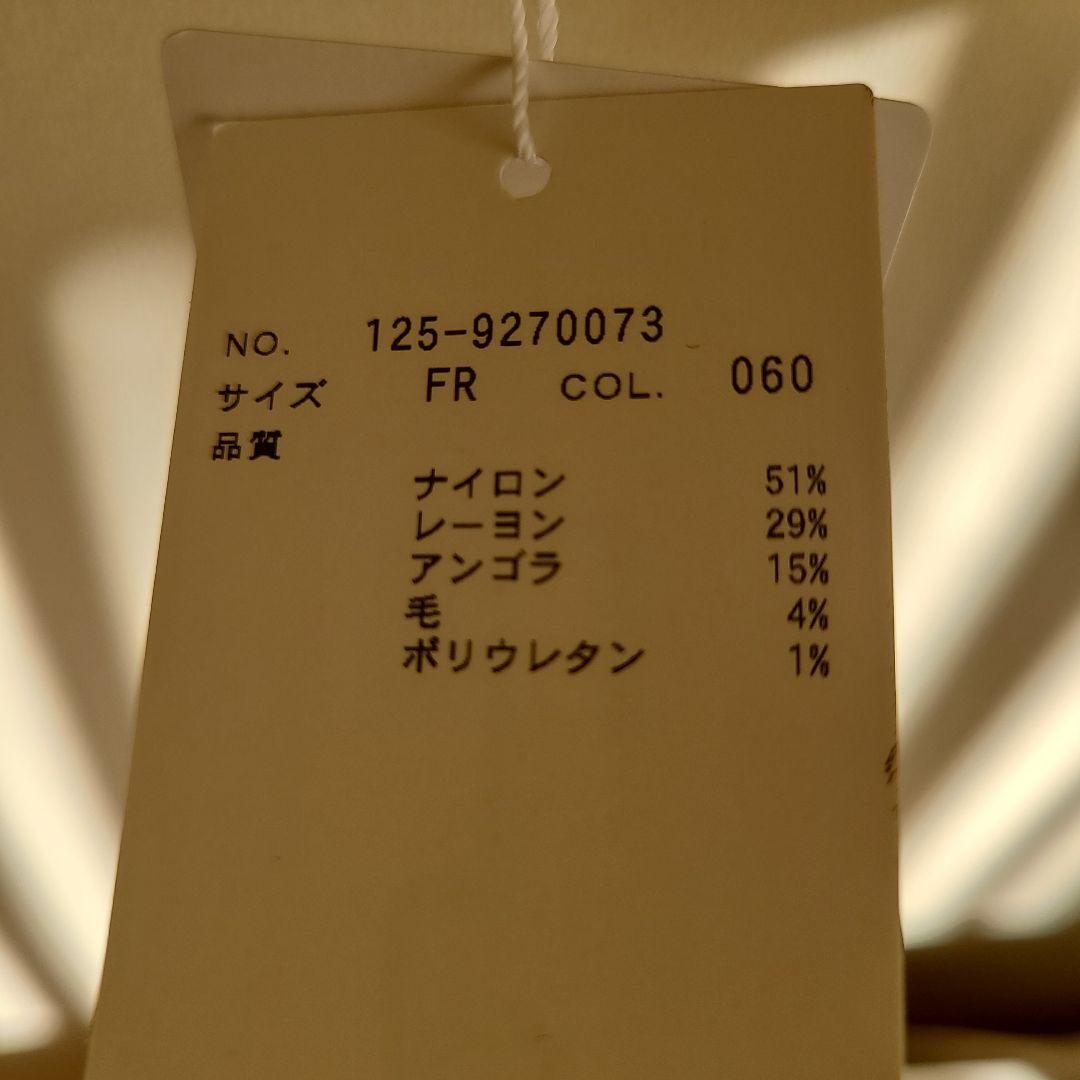 NO. 125-9270073
サイズ FR COL. 060
品質
ナイロン 51%
レーヨン 29%
アンゴラ 15%
毛 4%
ポリウレタン 1%